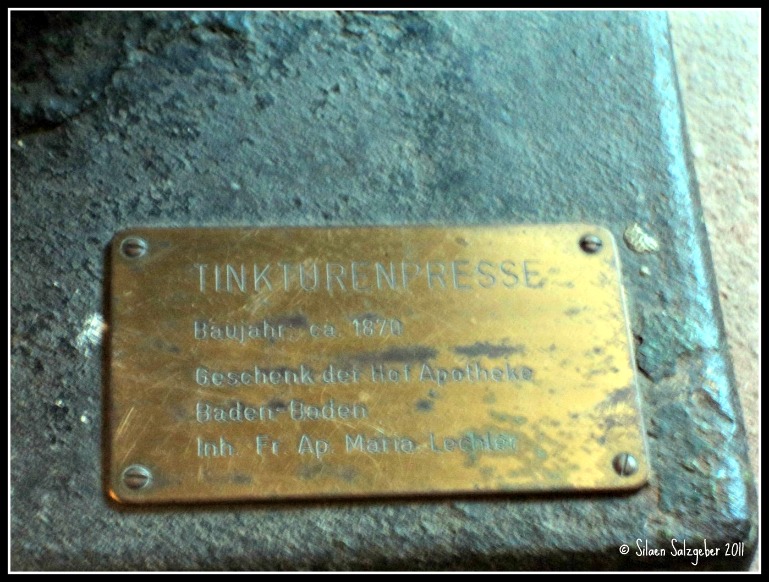 TINKTURENPRESSE
Baujahr ca. 1870
Geschenk der Hof Apotheke
Baden-Baden
Inh. Fr. Ap. Maria Lechler
© Silaen Salzgeber 2011